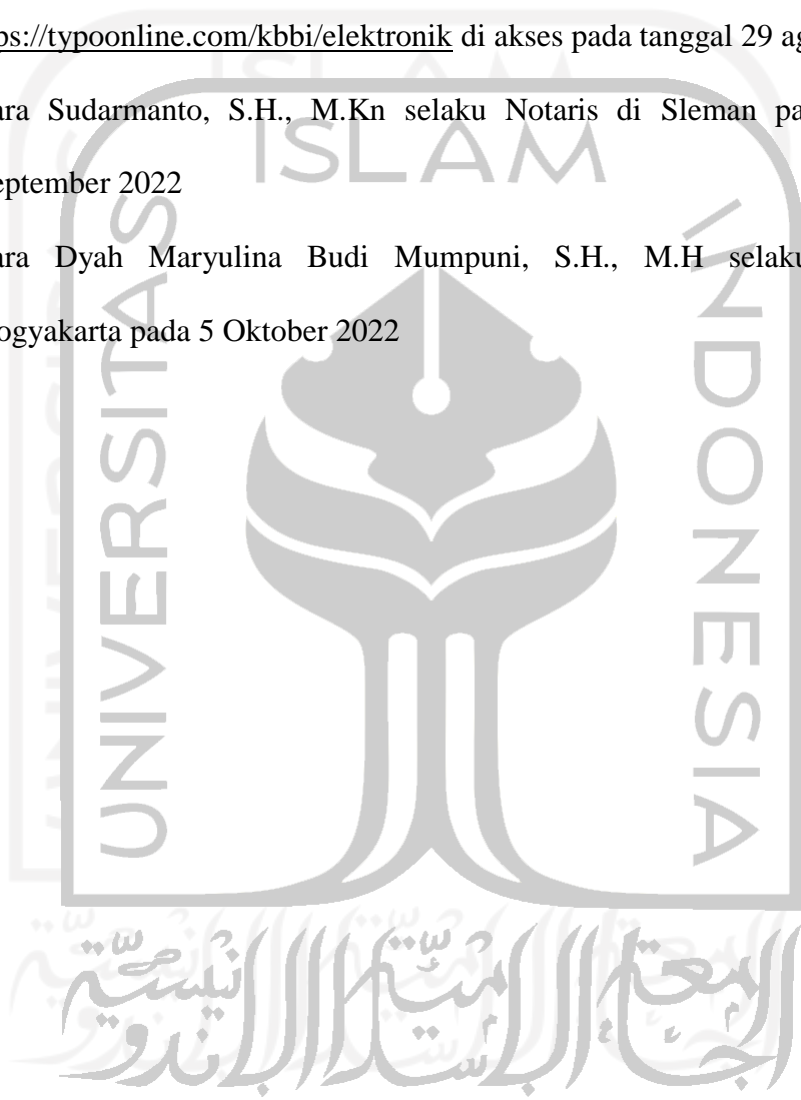 ps://typoonline.com/kbbi/elektronik di akses pada tanggal 29 ag
ara Sudarmanto, S.H., M.Kn selaku Notaris di Sleman pa
eptember 2022
ara Dyah Maryulina Budi Mumpuni, S.H., M.H selaku
ogyakarta pada 5 Oktober 2022
ISLAM
UNIVERSITAS
INDONESIA